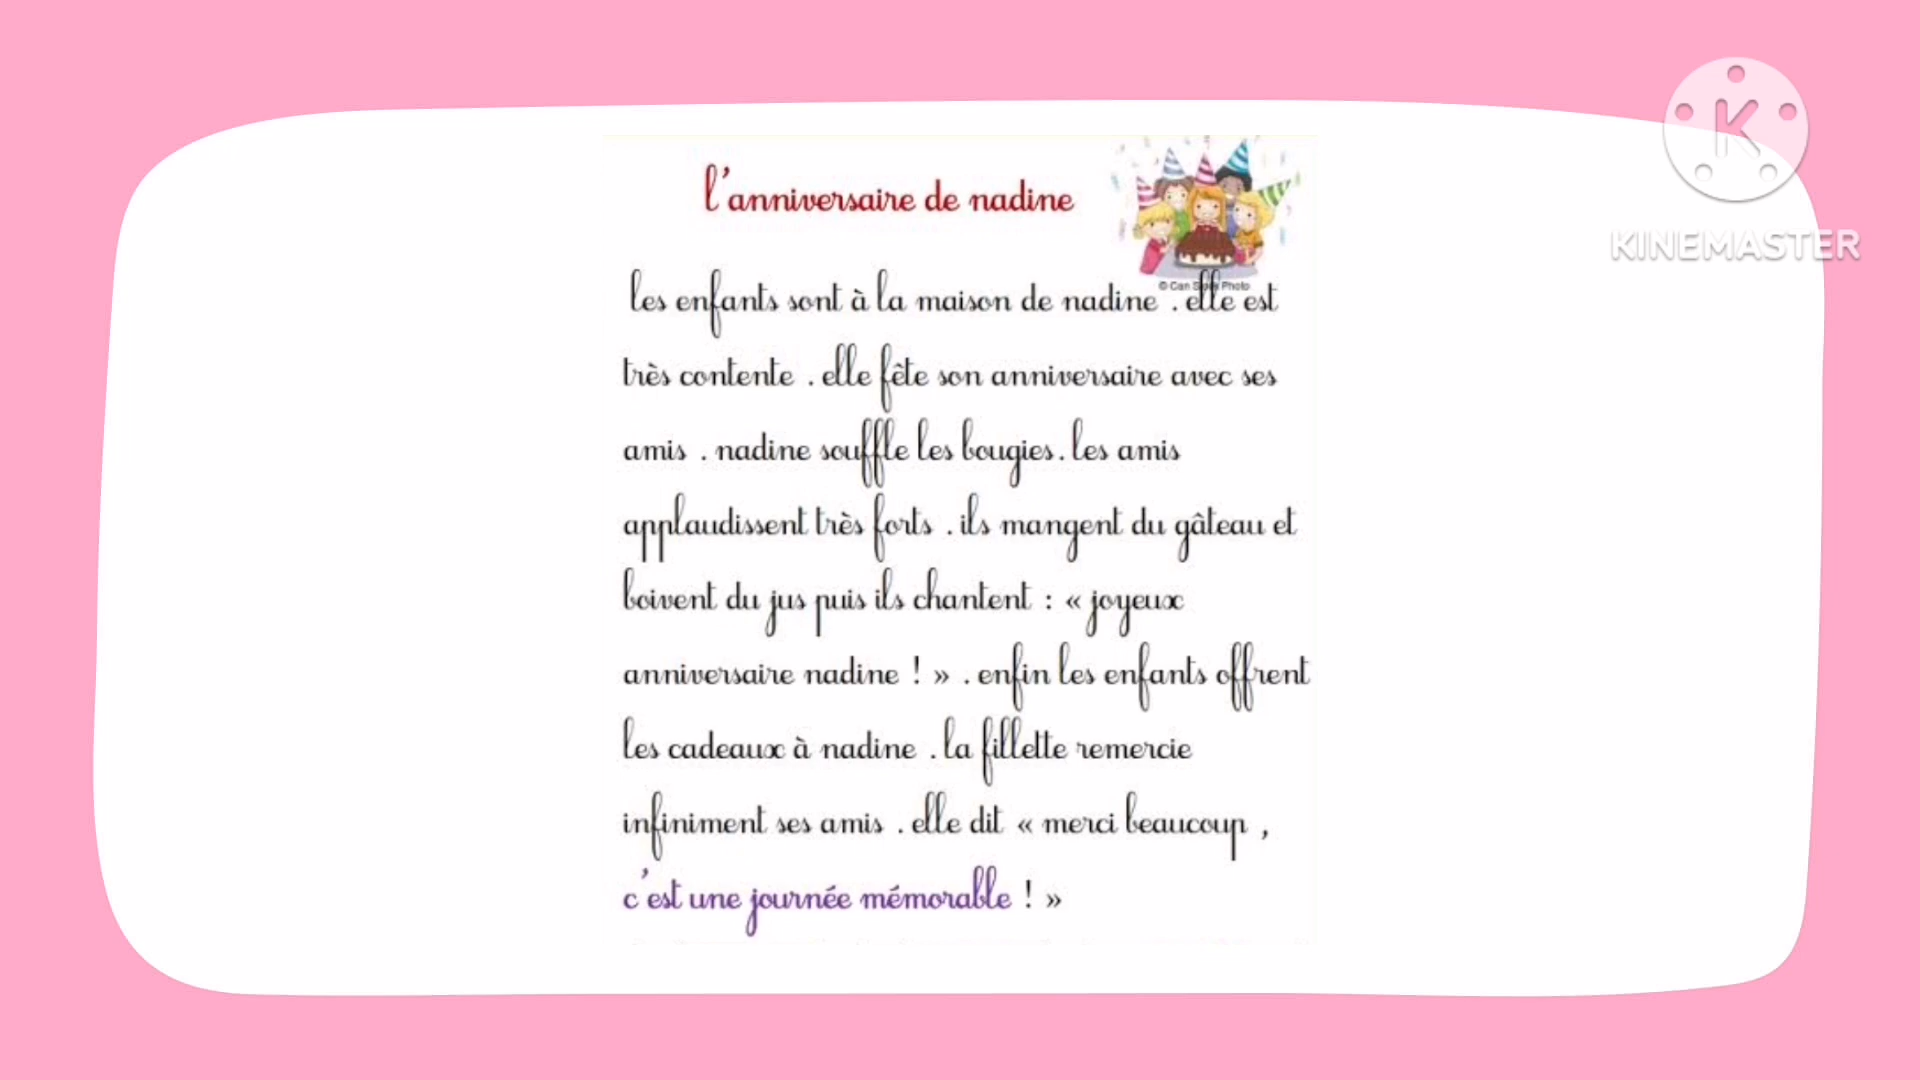 l'anniversaire de nadine
© Can Stock Photo
les enfants sont à la maison de nadine . elle est
très contente . elle fête son anniversaire avec ses
amis . nadine souffle les bougies. les amis
applaudissent très forts . ils mangent du gâteau et
boivent du jus puis ils chantent : « joyeux
anniversaire nadine ! » . enfin les enfants offrent
les cadeaux à nadine . la fillette remercie
infiniment ses amis . elle dit « merci beaucoup ,
c'est une journée mémorable ! »
K
KINEMASTER